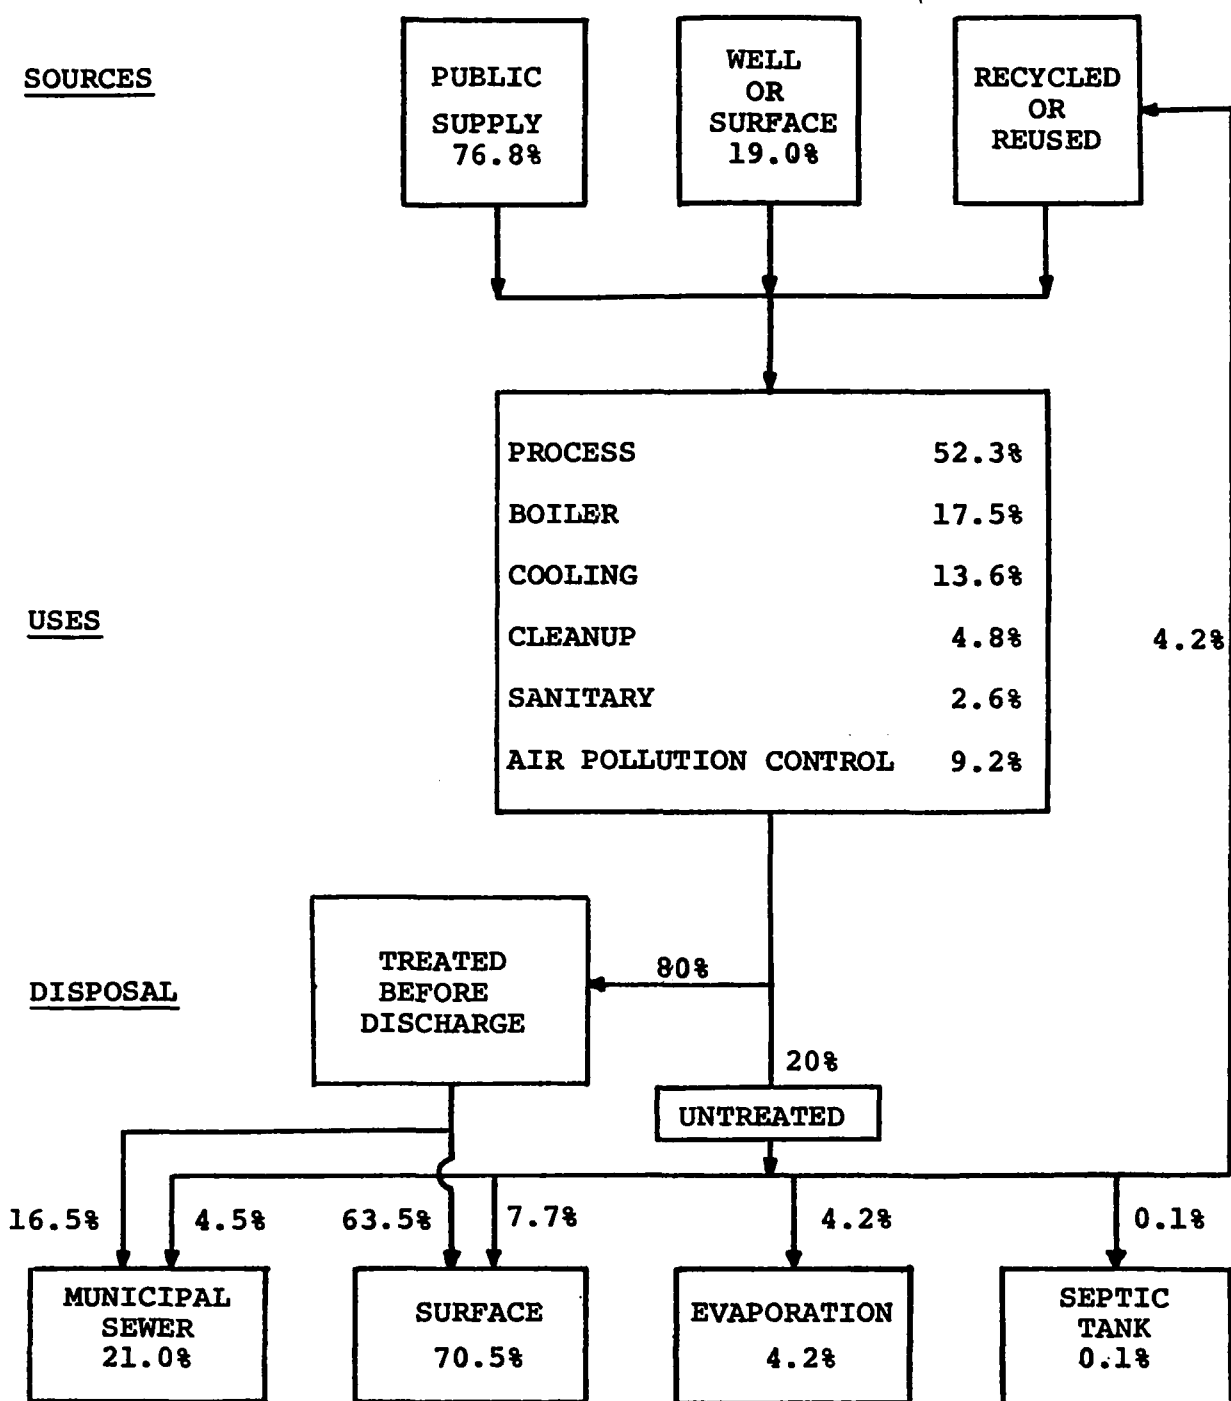 SOURCES
PUBLIC
SUPPLY
76.8%
WELL
OR
SURFACE
19.0%
RECYCLED
OR
REUSED
USES
PROCESS 52.3%
BOILER 17.5%
COOLING 13.6%
CLEANUP 4.8%
SANITARY 2.6%
AIR POLLUTION CONTROL 9.2%
4.2%
DISPOSAL
TREATED
BEFORE
DISCHARGE
80%
20%
UNTREATED
16.5%
4.5%
63.5%
7.7%
4.2%
0.1%
MUNICIPAL
SEWER
21.0%
SURFACE
70.5%
EVAPORATION
4.2%
SEPTIC
TANK
0.1%